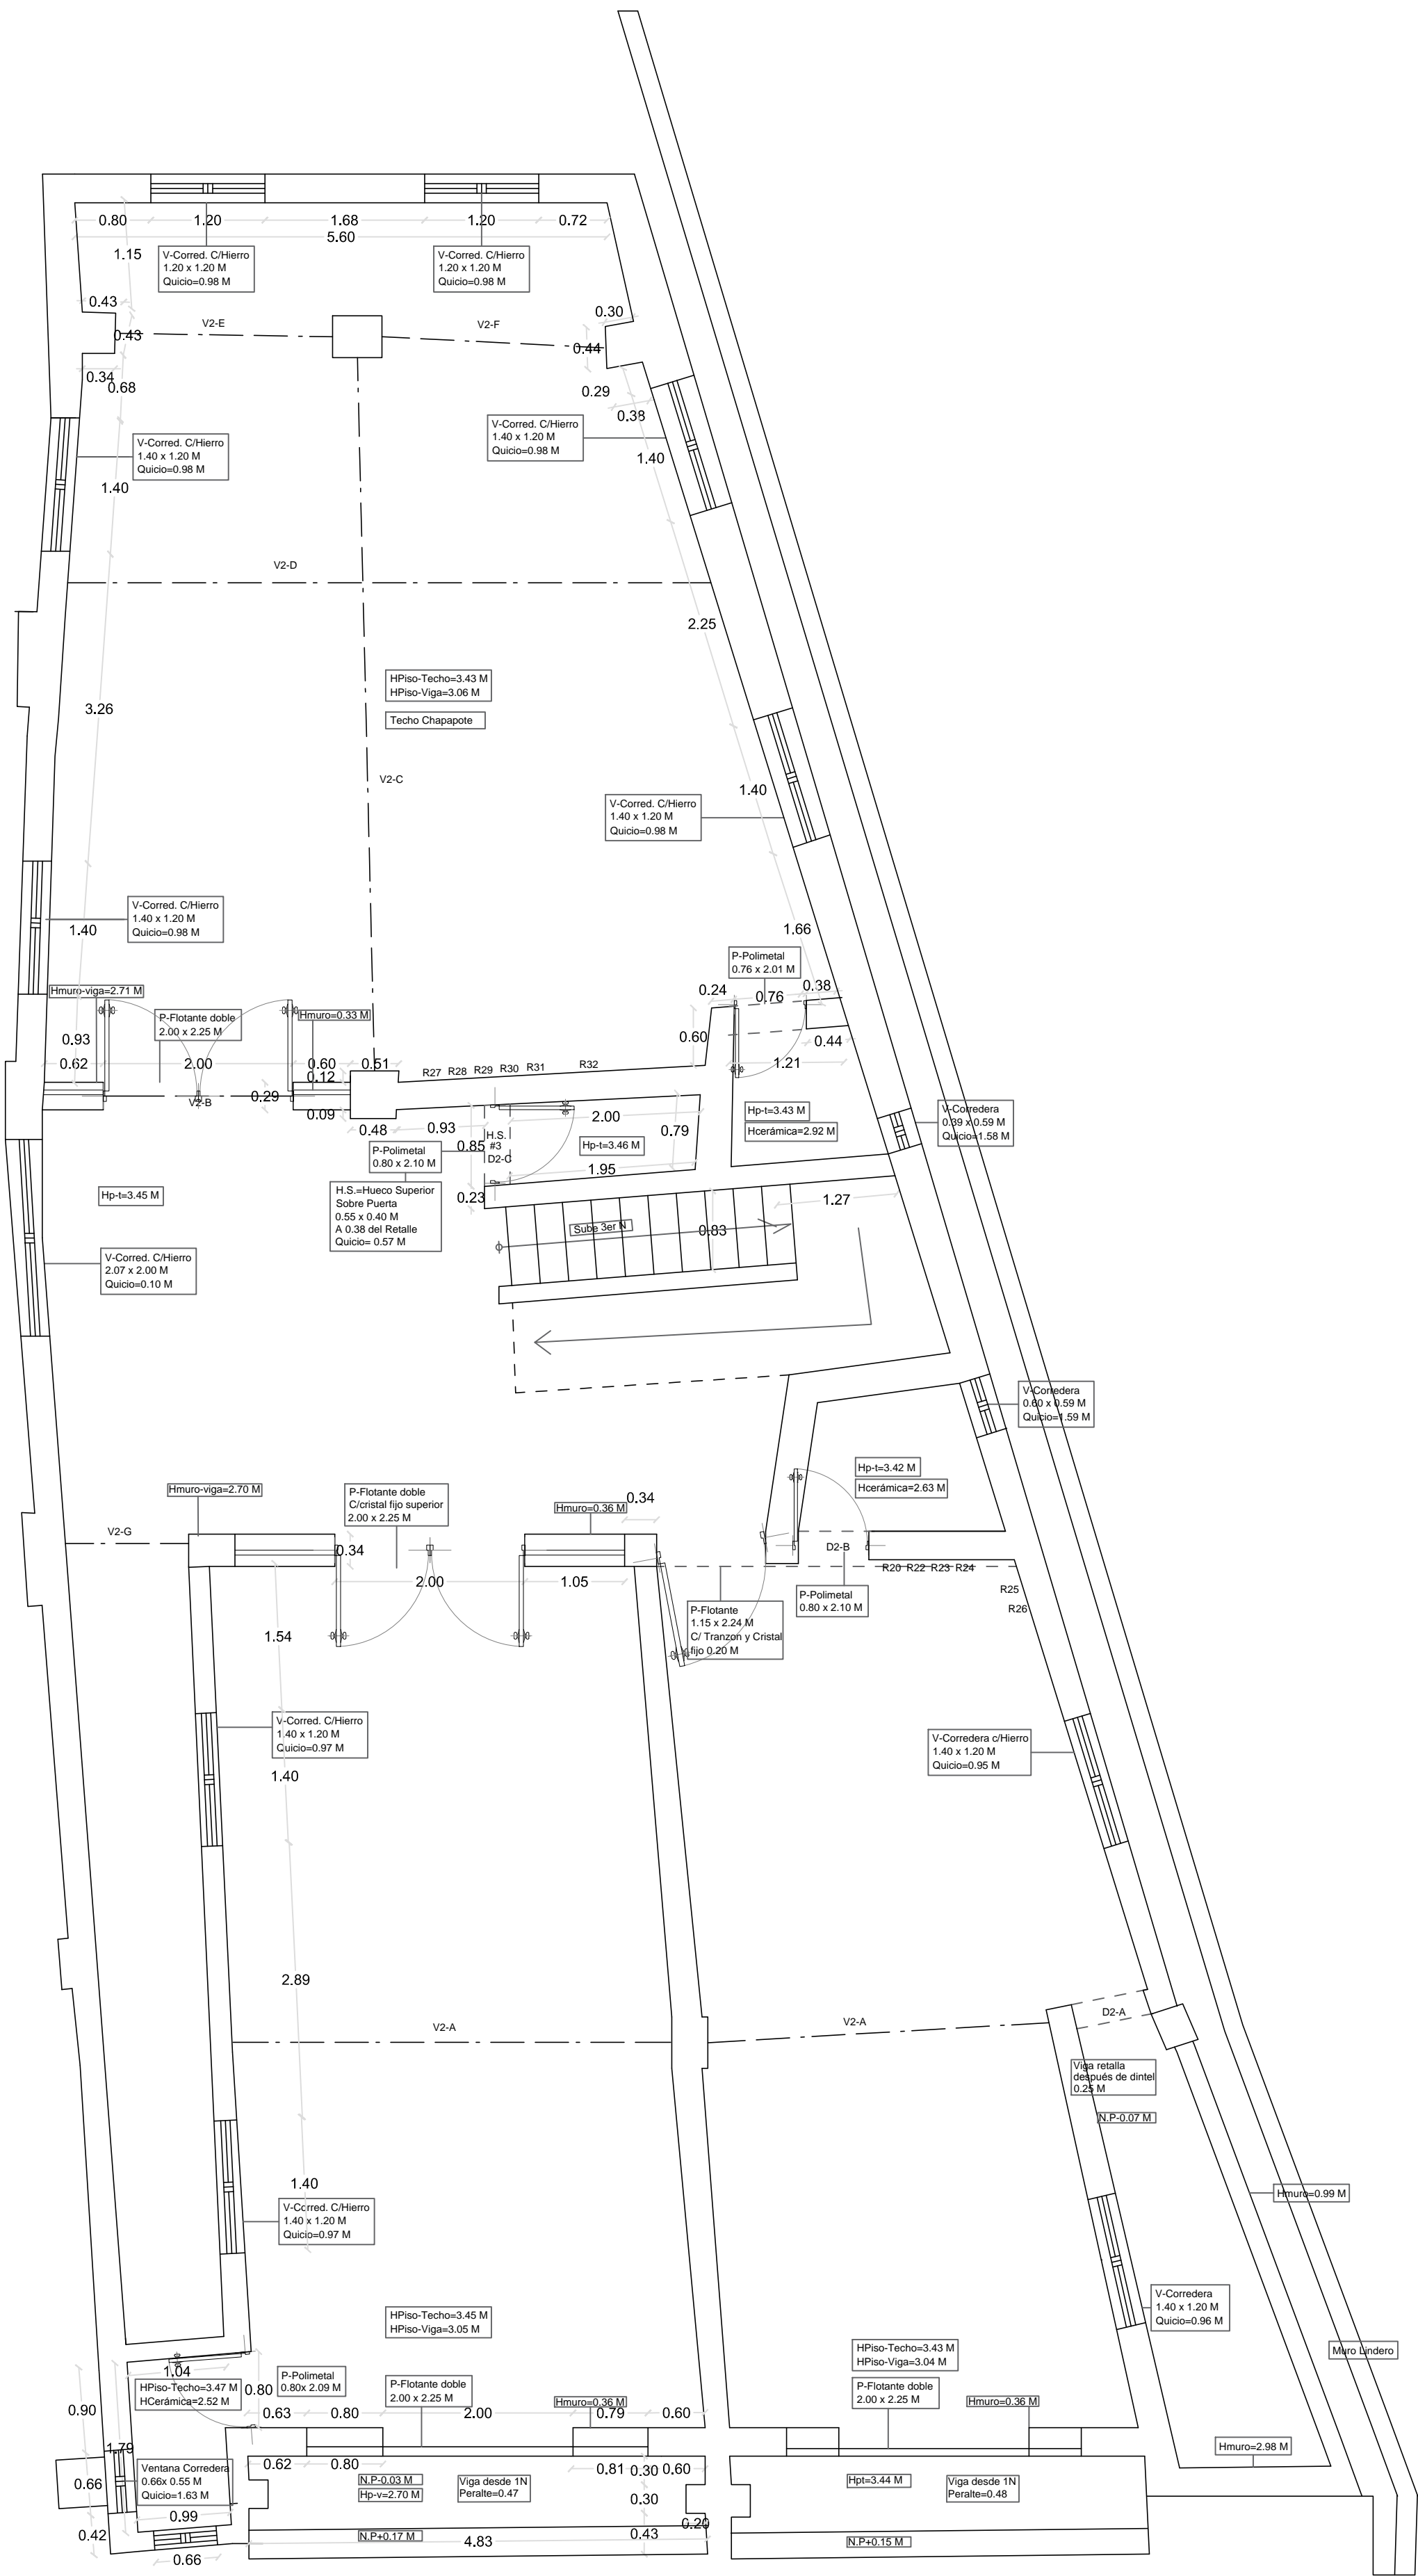 0.80
1.20
1.68
1.20
0.72
5.60
1.15
V-Corred. C/Hierro
1.20 x 1.20 M
Quicio=0.98 M
V-Corred. C/Hierro
1.20 x 1.20 M
Quicio=0.98 M
0.43
0.30
V2-E
V2-F
0.43
0.44
0.34
0.68
0.29
0.38
V-Corred. C/Hierro
1.40 x 1.20 M
Quicio=0.98 M
V-Corred. C/Hierro
1.40 x 1.20 M
Quicio=0.98 M
1.40
1.40
V2-D
2.25
HPiso-Techo=3.43 M
HPiso-Viga=3.06 M
Techo Chapapote
3.26
V2-C
1.40
V-Corred. C/Hierro
1.40 x 1.20 M
Quicio=0.98 M
V-Corred. C/Hierro
1.40 x 1.20 M
Quicio=0.98 M
1.40
1.66
P-Polimetal
0.76 x 2.01 M
Hmuro-viga=2.71 M
0.24
0.76
0.38
P-Flotante doble
2.00 x 2.25 M
Hmuro=0.33 M
0.93
0.60
0.44
0.62
2.00
0.60
0.51
1.21
R27
R28
R29
R30
R31
R32
0.12
0.29
V2-B
0.09
Hp-t=3.43 M
Hcerámica=2.92 M
V-Corredera
0.39 x 0.59 M
Quicio=1.58 M
0.48
0.93
2.00
0.79
H.S.
#3
D2-C
0.85
Hp-t=3.46 M
P-Polimetal
0.80 x 2.10 M
1.95
H.S.=Hueco Superior
Sobre Puerta
0.55 x 0.40 M
A 0.38 del Retalle
Quicio= 0.57 M
0.23
Hp-t=3.45 M
1.27
Sube 3er N
0.83
V-Corred. C/Hierro
2.07 x 2.00 M
Quicio=0.10 M
V-Corredera
0.60 x 0.59 M
Quicio=1.59 M
Hp-t=3.42 M
Hcerámica=2.63 M
Hmuro-viga=2.70 M
P-Flotante doble
C/cristal fijo superior
2.00 x 2.25 M
Hmuro=0.36 M
0.34
V2-G
0.34
D2-B
2.00
1.05
R20
R22
R23
R24
R25
R26
P-Polimetal
0.80 x 2.10 M
P-Flotante
1.15 x 2.24 M
C/ Tranzon y Cristal
fijo 0.20 M
1.54
V-Corred. C/Hierro
1.40 x 1.20 M
Quicio=0.97 M
V-Corredera c/Hierro
1.40 x 1.20 M
Quicio=0.95 M
1.40
2.89
V2-A
V2-A
D2-A
Viga retalla
después de dintel
0.25 M
N.P-0.07 M
1.40
V-Corred. C/Hierro
1.40 x 1.20 M
Quicio=0.97 M
Hmuro=0.99 M
V-Corredera
1.40 x 1.20 M
Quicio=0.96 M
HPiso-Techo=3.45 M
HPiso-Viga=3.05 M
HPiso-Techo=3.43 M
HPiso-Viga=3.04 M
Muro Lindero
1.04
HPiso-Techo=3.47 M
HCerámica=2.52 M
0.80
P-Polimetal
0.80x 2.09 M
P-Flotante doble
2.00 x 2.25 M
P-Flotante doble
2.00 x 2.25 M
Hmuro=0.36 M
Hmuro=0.36 M
0.90
0.63
0.80
2.00
0.79
0.60
1.79
Hmuro=2.98 M
Ventana Corredera
0.66x 0.55 M
Quicio=1.63 M
0.62
0.80
0.81
0.30
0.60
0.66
N.P-0.03 M
Hp-v=2.70 M
Viga desde 1N
Peralte=0.47
Hpt=3.44 M
Viga desde 1N
Peralte=0.48
0.30
0.99
0.20
0.42
N.P+0.17 M
4.83
0.43
N.P+0.15 M
0.66